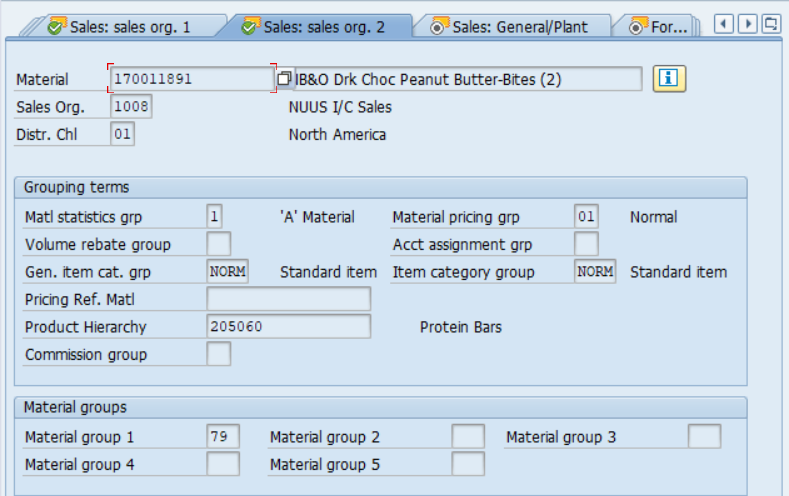 Sales: sales org. 1 Sales: sales org. 2 Sales: General/Plant For...
Material 170011891 IB&O Drk Choc Peanut Butter-Bites (2)
Sales Org. 1008 NUUS I/C Sales
Distr. Chl 01 North America
Grouping terms
Matl statistics grp 1 'A' Material Material pricing grp 01 Normal
Volume rebate group Acct assignment grp
Gen. item cat. grp NORM Standard item Item category group NORM Standard item
Pricing Ref. Matl
Product Hierarchy 205060 Protein Bars
Commission group
Material groups
Material group 1 79 Material group 2 Material group 3
Material group 4 Material group 5